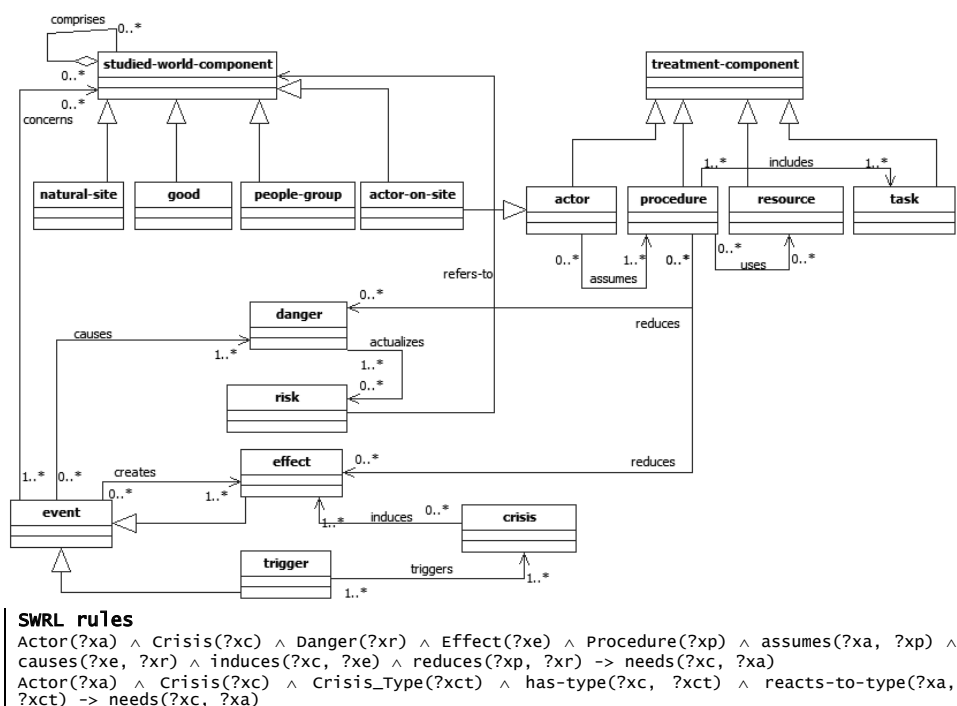 comprises
0..*
studied-world-component
treatment-component
0..*
0..*
concerns
1..*
includes
1..*
natural-site
good
people-group
actor-on-site
actor
procedure
resource
task
0..*
1..*
0..*
0..*
0..*
assumes
uses
refers-to
0..*
danger
reduces
causes
actualizes
1..*
1..*
0..*
risk
effect
0..*
reduces
1..*
0..*
creates
0..*
1..*
event
induces
0..*
1..*
crisis
trigger
triggers
1..*
1..*
SWRL rules
Actor(?xa) ∧ Crisis(?xc) ∧ Danger(?xr) ∧ Effect(?xe) ∧ Procedure(?xp) ∧ assumes(?xa, ?xp) ∧
causes(?xe, ?xr) ∧ induces(?xc, ?xe) ∧ reduces(?xp, ?xr) -> needs(?xc, ?xa)
Actor(?xa) ∧ Crisis(?xc) ∧ Crisis_Type(?xct) ∧ has-type(?xc, ?xct) ∧ reacts-to-type(?xa,
?xct) -> needs(?xc, ?xa)